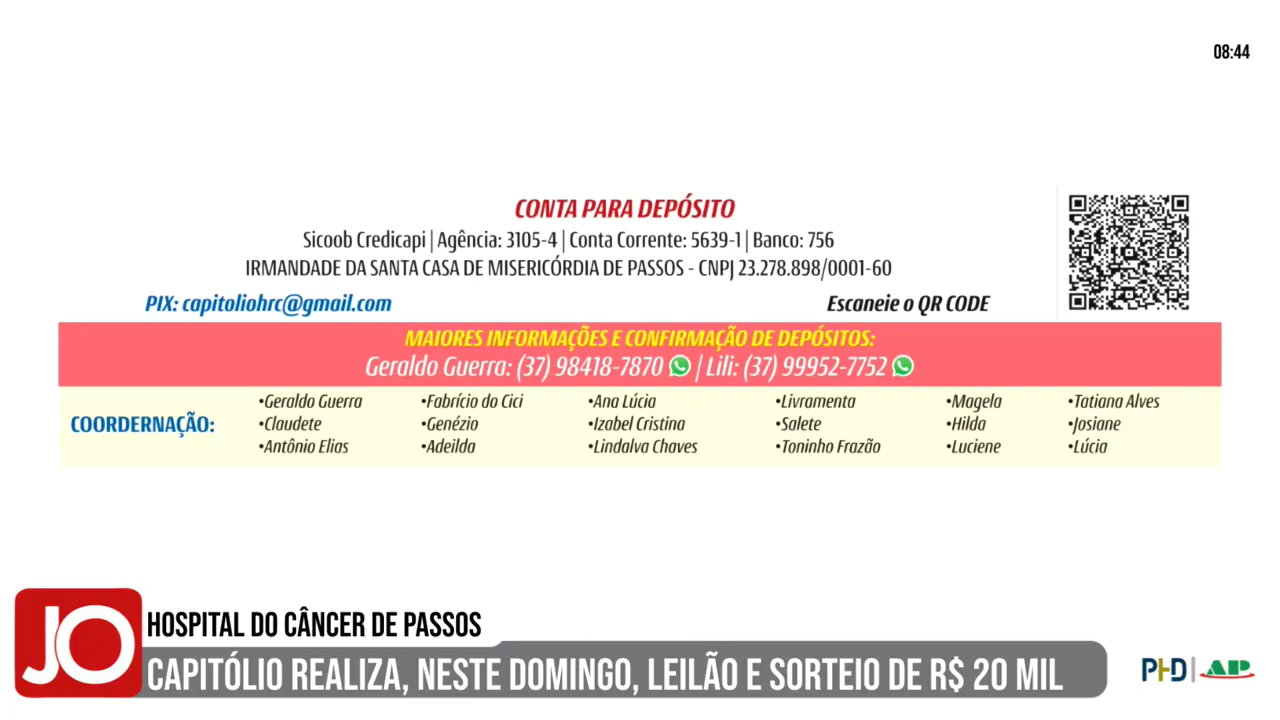 08:44
CONTA PARA DEPÓSITO
Sicoob Credicapi | Agência: 3105-4 | Conta Corrente: 5639-1 | Banco: 756
IRMANDADE DA SANTA CASA DE MISERICÓRDIA DE PASSOS - CNPJ 23.278.898/0001-60
PIX: capitoliohrc@gmail.com
Escaneie o QR CODE
MAIORES INFORMAÇÕES E CONFIRMAÇÃO DE DEPÓSITOS:
Geraldo Guerra: (37) 98418-7870 | Lili: (37) 99952-7752
COORDERNAÇÃO:
•Geraldo Guerra
•Claudete
•Antônio Elias
•Fabrício do Cici
•Genézio
•Adeilda
•Ana Lúcia
•Izabel Cristina
•Lindalva Chaves
•Livramenta
•Salete
•Toninho Frazão
•Magela
•Hilda
•Luciene
•Tatiana Alves
•Josiane
•Lúcia
JO
HOSPITAL DO CÂNCER DE PASSOS
CAPITÓLIO REALIZA, NESTE DOMINGO, LEILÃO E SORTEIO DE R$ 20 MIL
PHD | AP